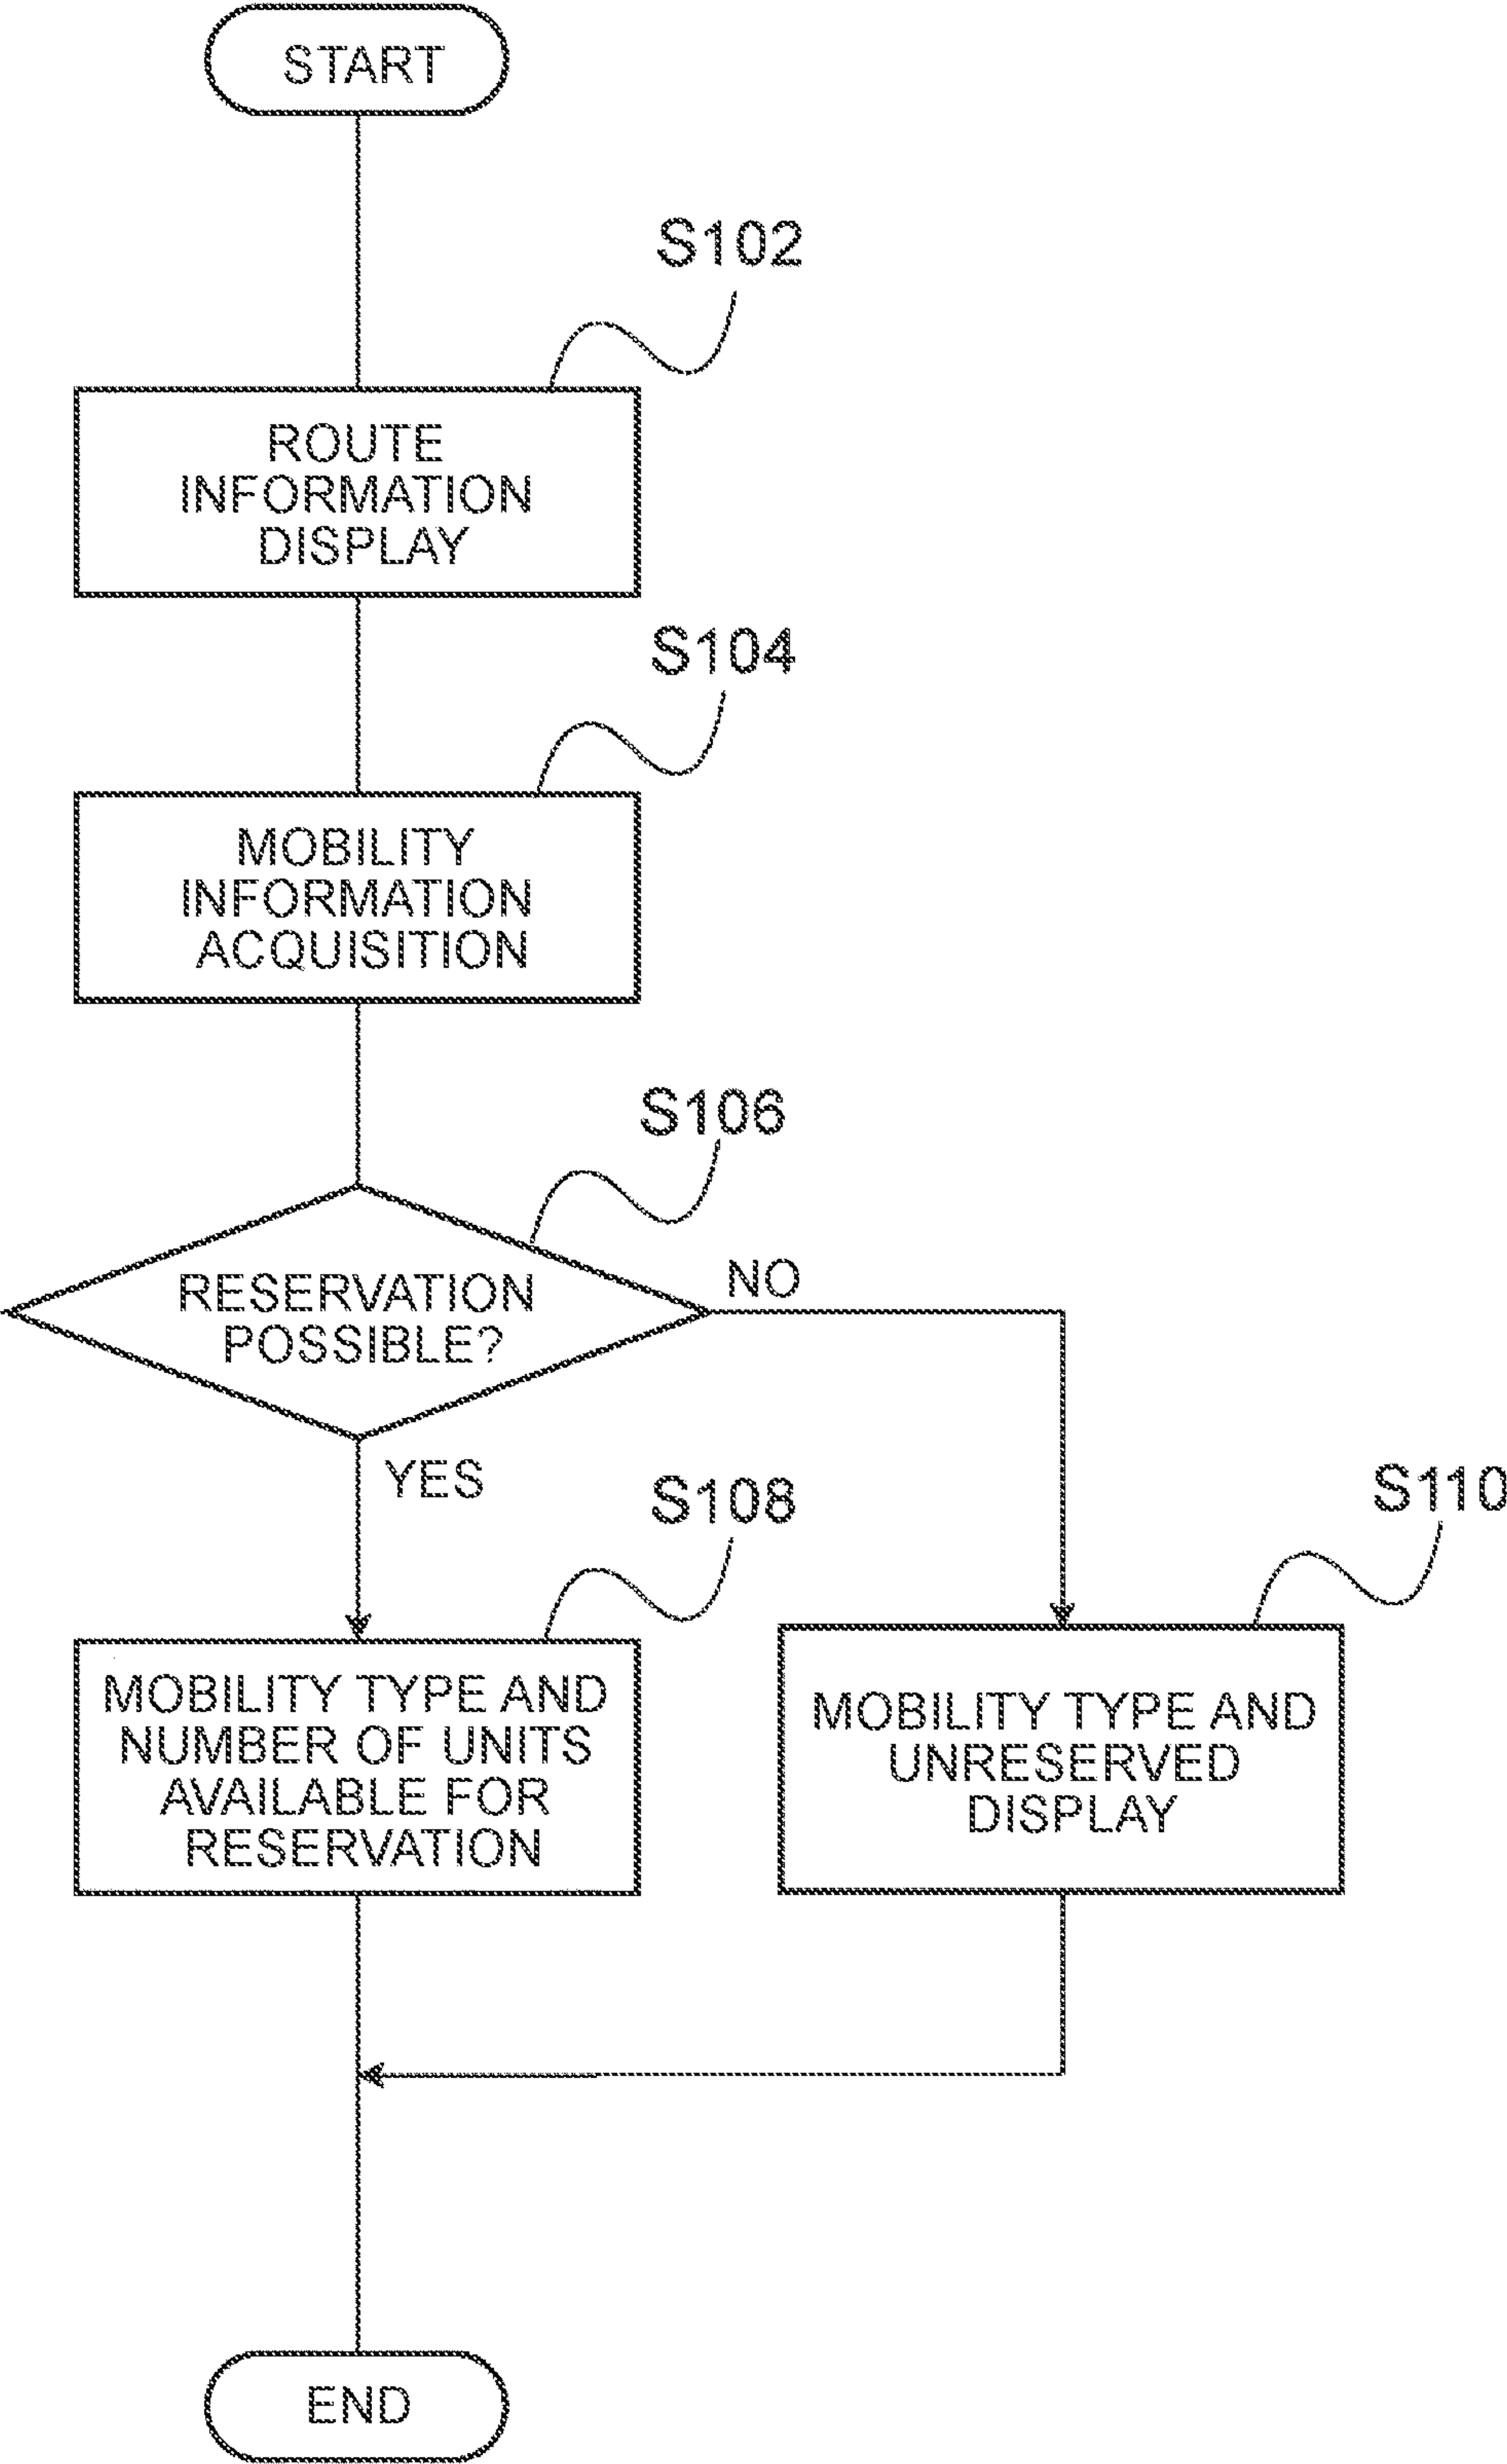 START
S102
ROUTE
INFORMATION
DISPLAY
S104
MOBILITY
INFORMATION
ACQUISITION
S106
RESERVATION
POSSIBLE?
NO
YES
S108
MOBILITY TYPE AND
NUMBER OF UNITS
AVAILABLE FOR
RESERVATION
S110
MOBILITY TYPE AND
UNRESERVED
DISPLAY
END